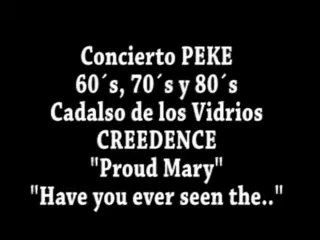 Concierto PEKE
60´s, 70´s y 80´s
Cadalso de los Vidrios
CREEDENCE
"Proud Mary"
"Have you ever seen the.."